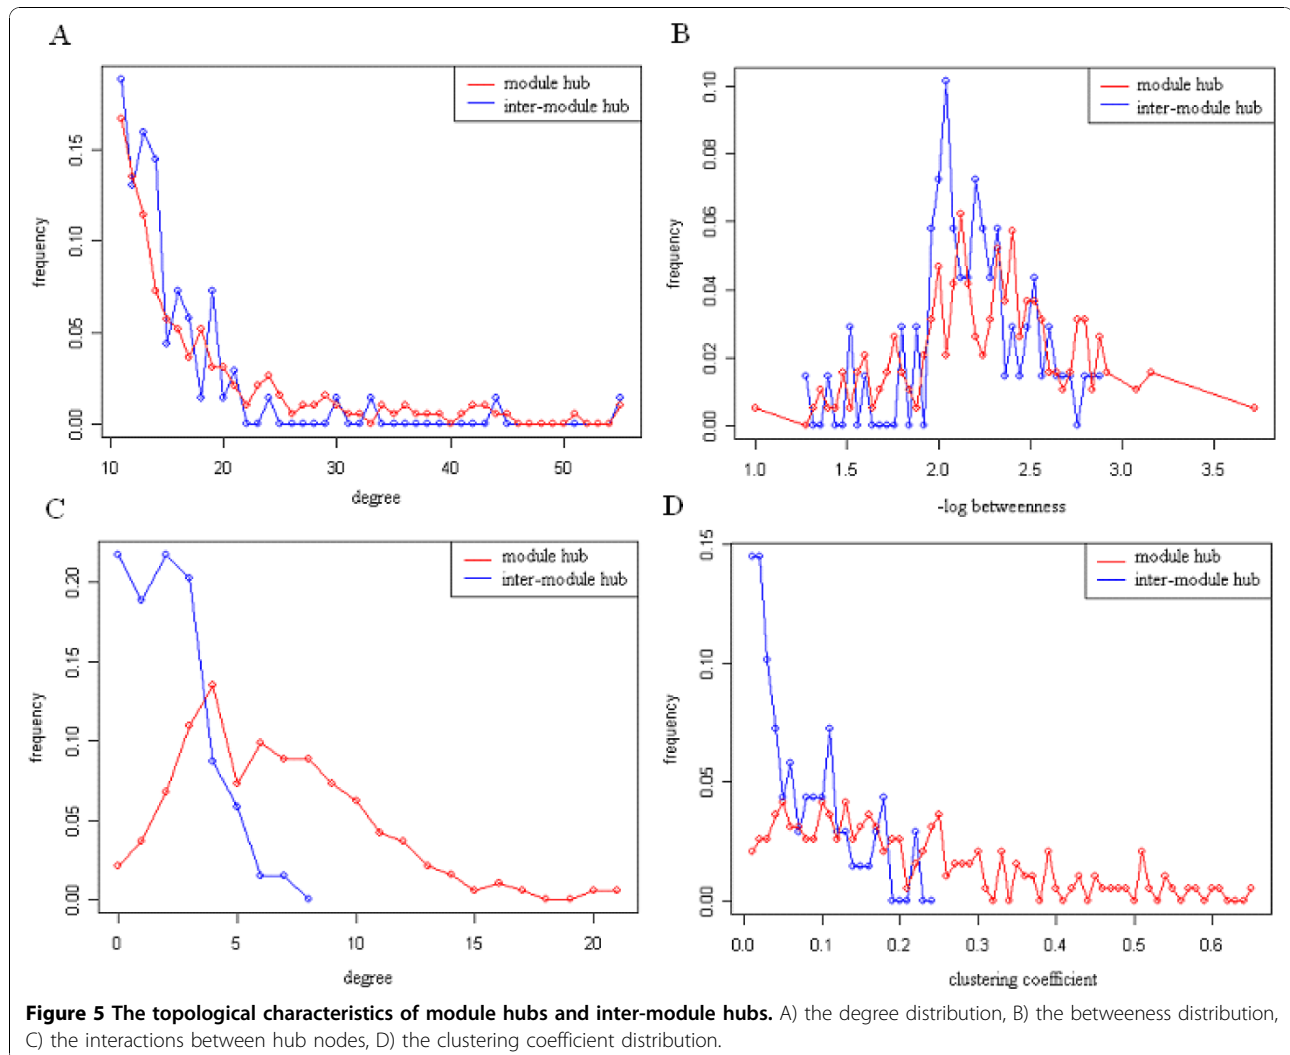 A
module hub
inter-module hub
frequency
0.00
0.05
0.10
0.15
10 20 30 40 50
degree
B
module hub
inter-module hub
frequency
0.00
0.02
0.04
0.06
0.08
0.10
1.0 1.5 2.0 2.5 3.0 3.5
-log betweenness
C
module hub
inter-module hub
frequency
0.00
0.05
0.10
0.15
0.20
0 5 10 15 20
degree
D
module hub
inter-module hub
frequency
0.00
0.05
0.10
0.15
0.0 0.1 0.2 0.3 0.4 0.5 0.6
clustering coefficient
Figure 5 The topological characteristics of module hubs and inter-module hubs. A) the degree distribution, B) the betweeness distribution,
C) the interactions between hub nodes, D) the clustering coefficient distribution.